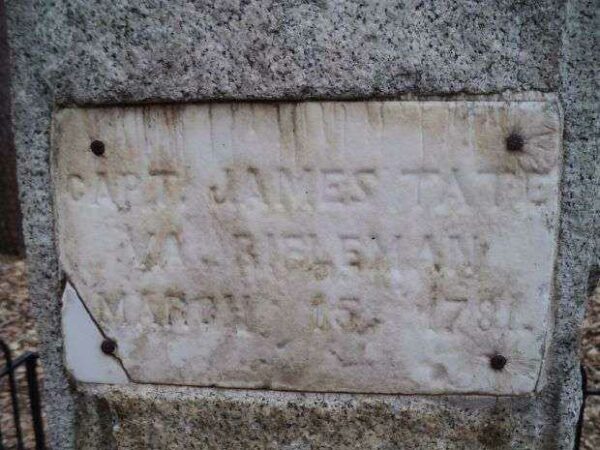 CAPT. JAMES TATE
VA. RIFLEMAN
MARCH 15, 1781.